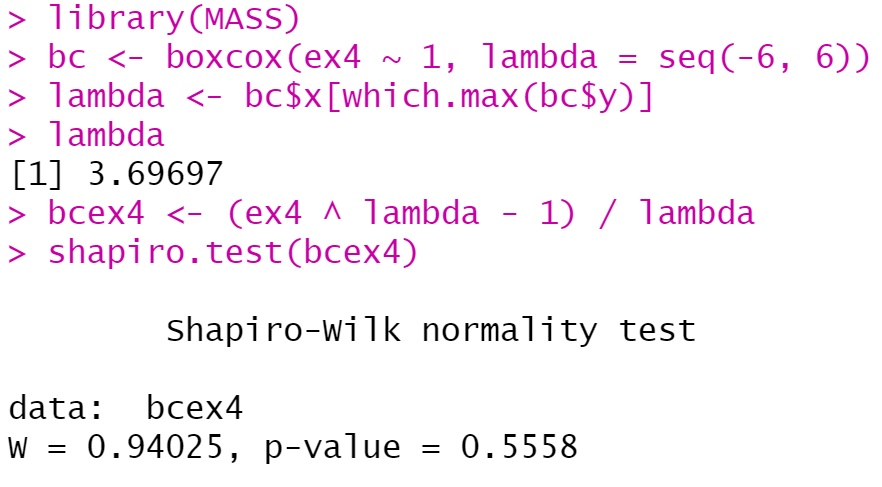 > library(MASS)
> bc <- boxcox(ex4 ~ 1, lambda = seq(-6, 6))
> lambda <- bc$x[which.max(bc$y)]
> lambda
[1] 3.69697
> bcex4 <- (ex4 ^ lambda - 1) / lambda
> shapiro.test(bcex4)
Shapiro-Wilk normality test
data:  bcex4
W = 0.94025, p-value = 0.5558